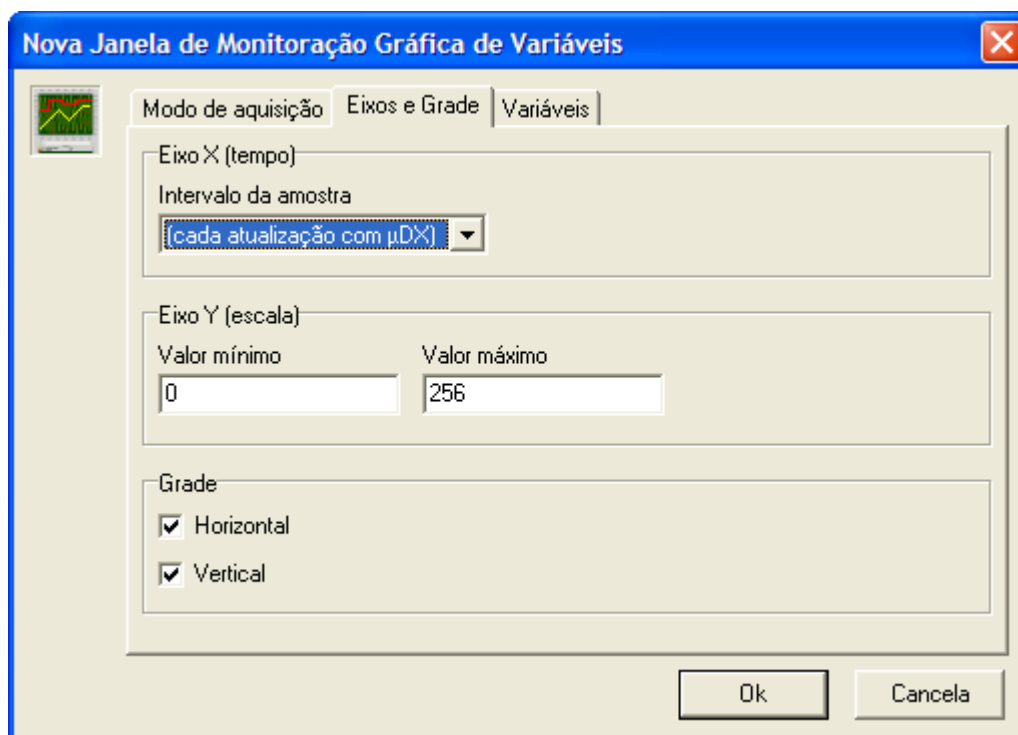 Nova Janela de Monitoração Gráfica de Variáveis
Modo de aquisição Eixos e Grade Variáveis
Eixo X (tempo)
Intervalo da amostra
(cada atualização com µDX)
Eixo Y (escala)
Valor mínimo Valor máximo
0 256
Grade
Horizontal
Vertical
Ok Cancela